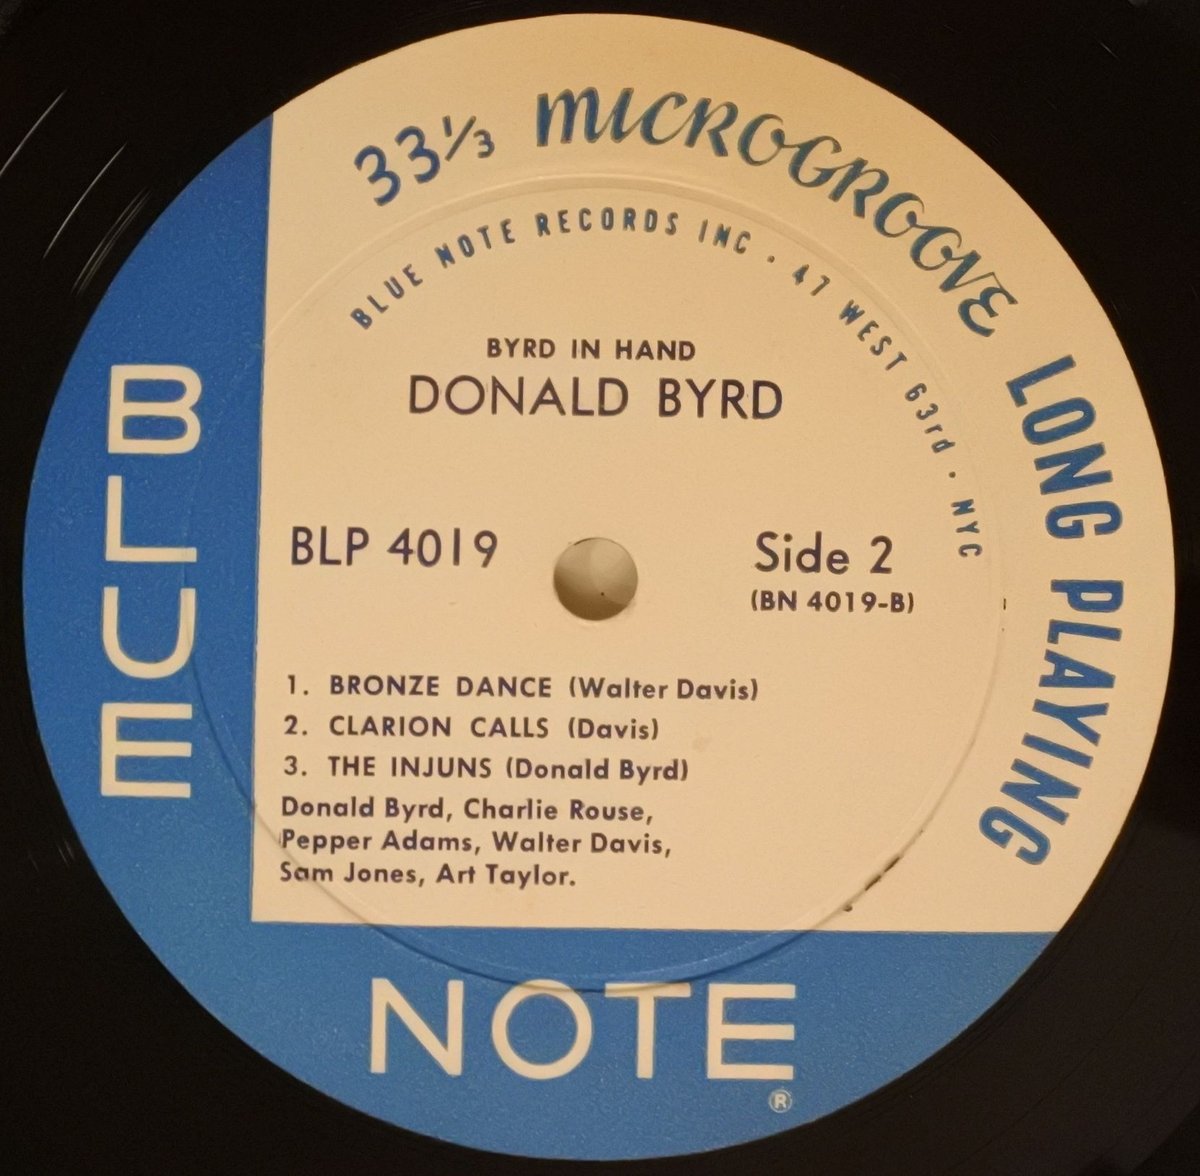 33 1/3 MICROGROOVE LONG PLAYING
BLUE NOTE RECORDS INC · 47 WEST 63rd · NYC
BYRD IN HAND
DONALD BYRD
BLP 4019
Side 2
(BN 4019-B)
1. BRONZE DANCE (Walter Davis)
2. CLARION CALLS (Davis)
3. THE INJUNS (Donald Byrd)
Donald Byrd, Charlie Rouse,
Pepper Adams, Walter Davis,
Sam Jones, Art Taylor.
BLUE
NOTE
®